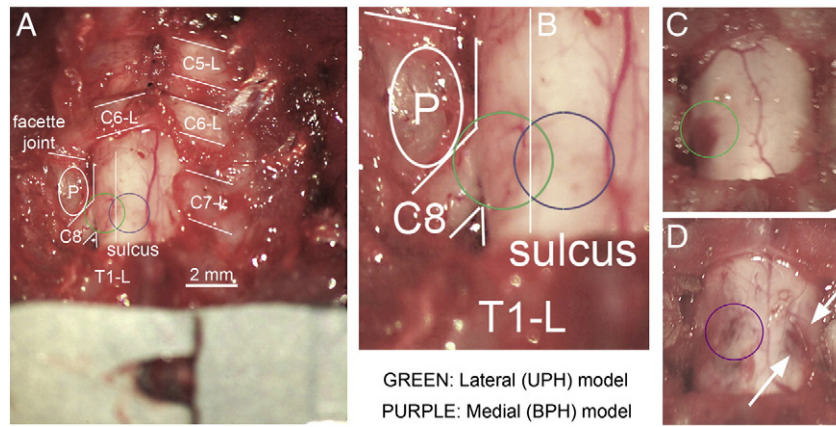 A
C5-L
C6-L
C6-L
facette
joint
P
C7-L
C8
sulcus
T1-L
2 mm
B
P
C8
sulcus
T1-L
GREEN: Lateral (UPH) model
PURPLE: Medial (BPH) model
C
D